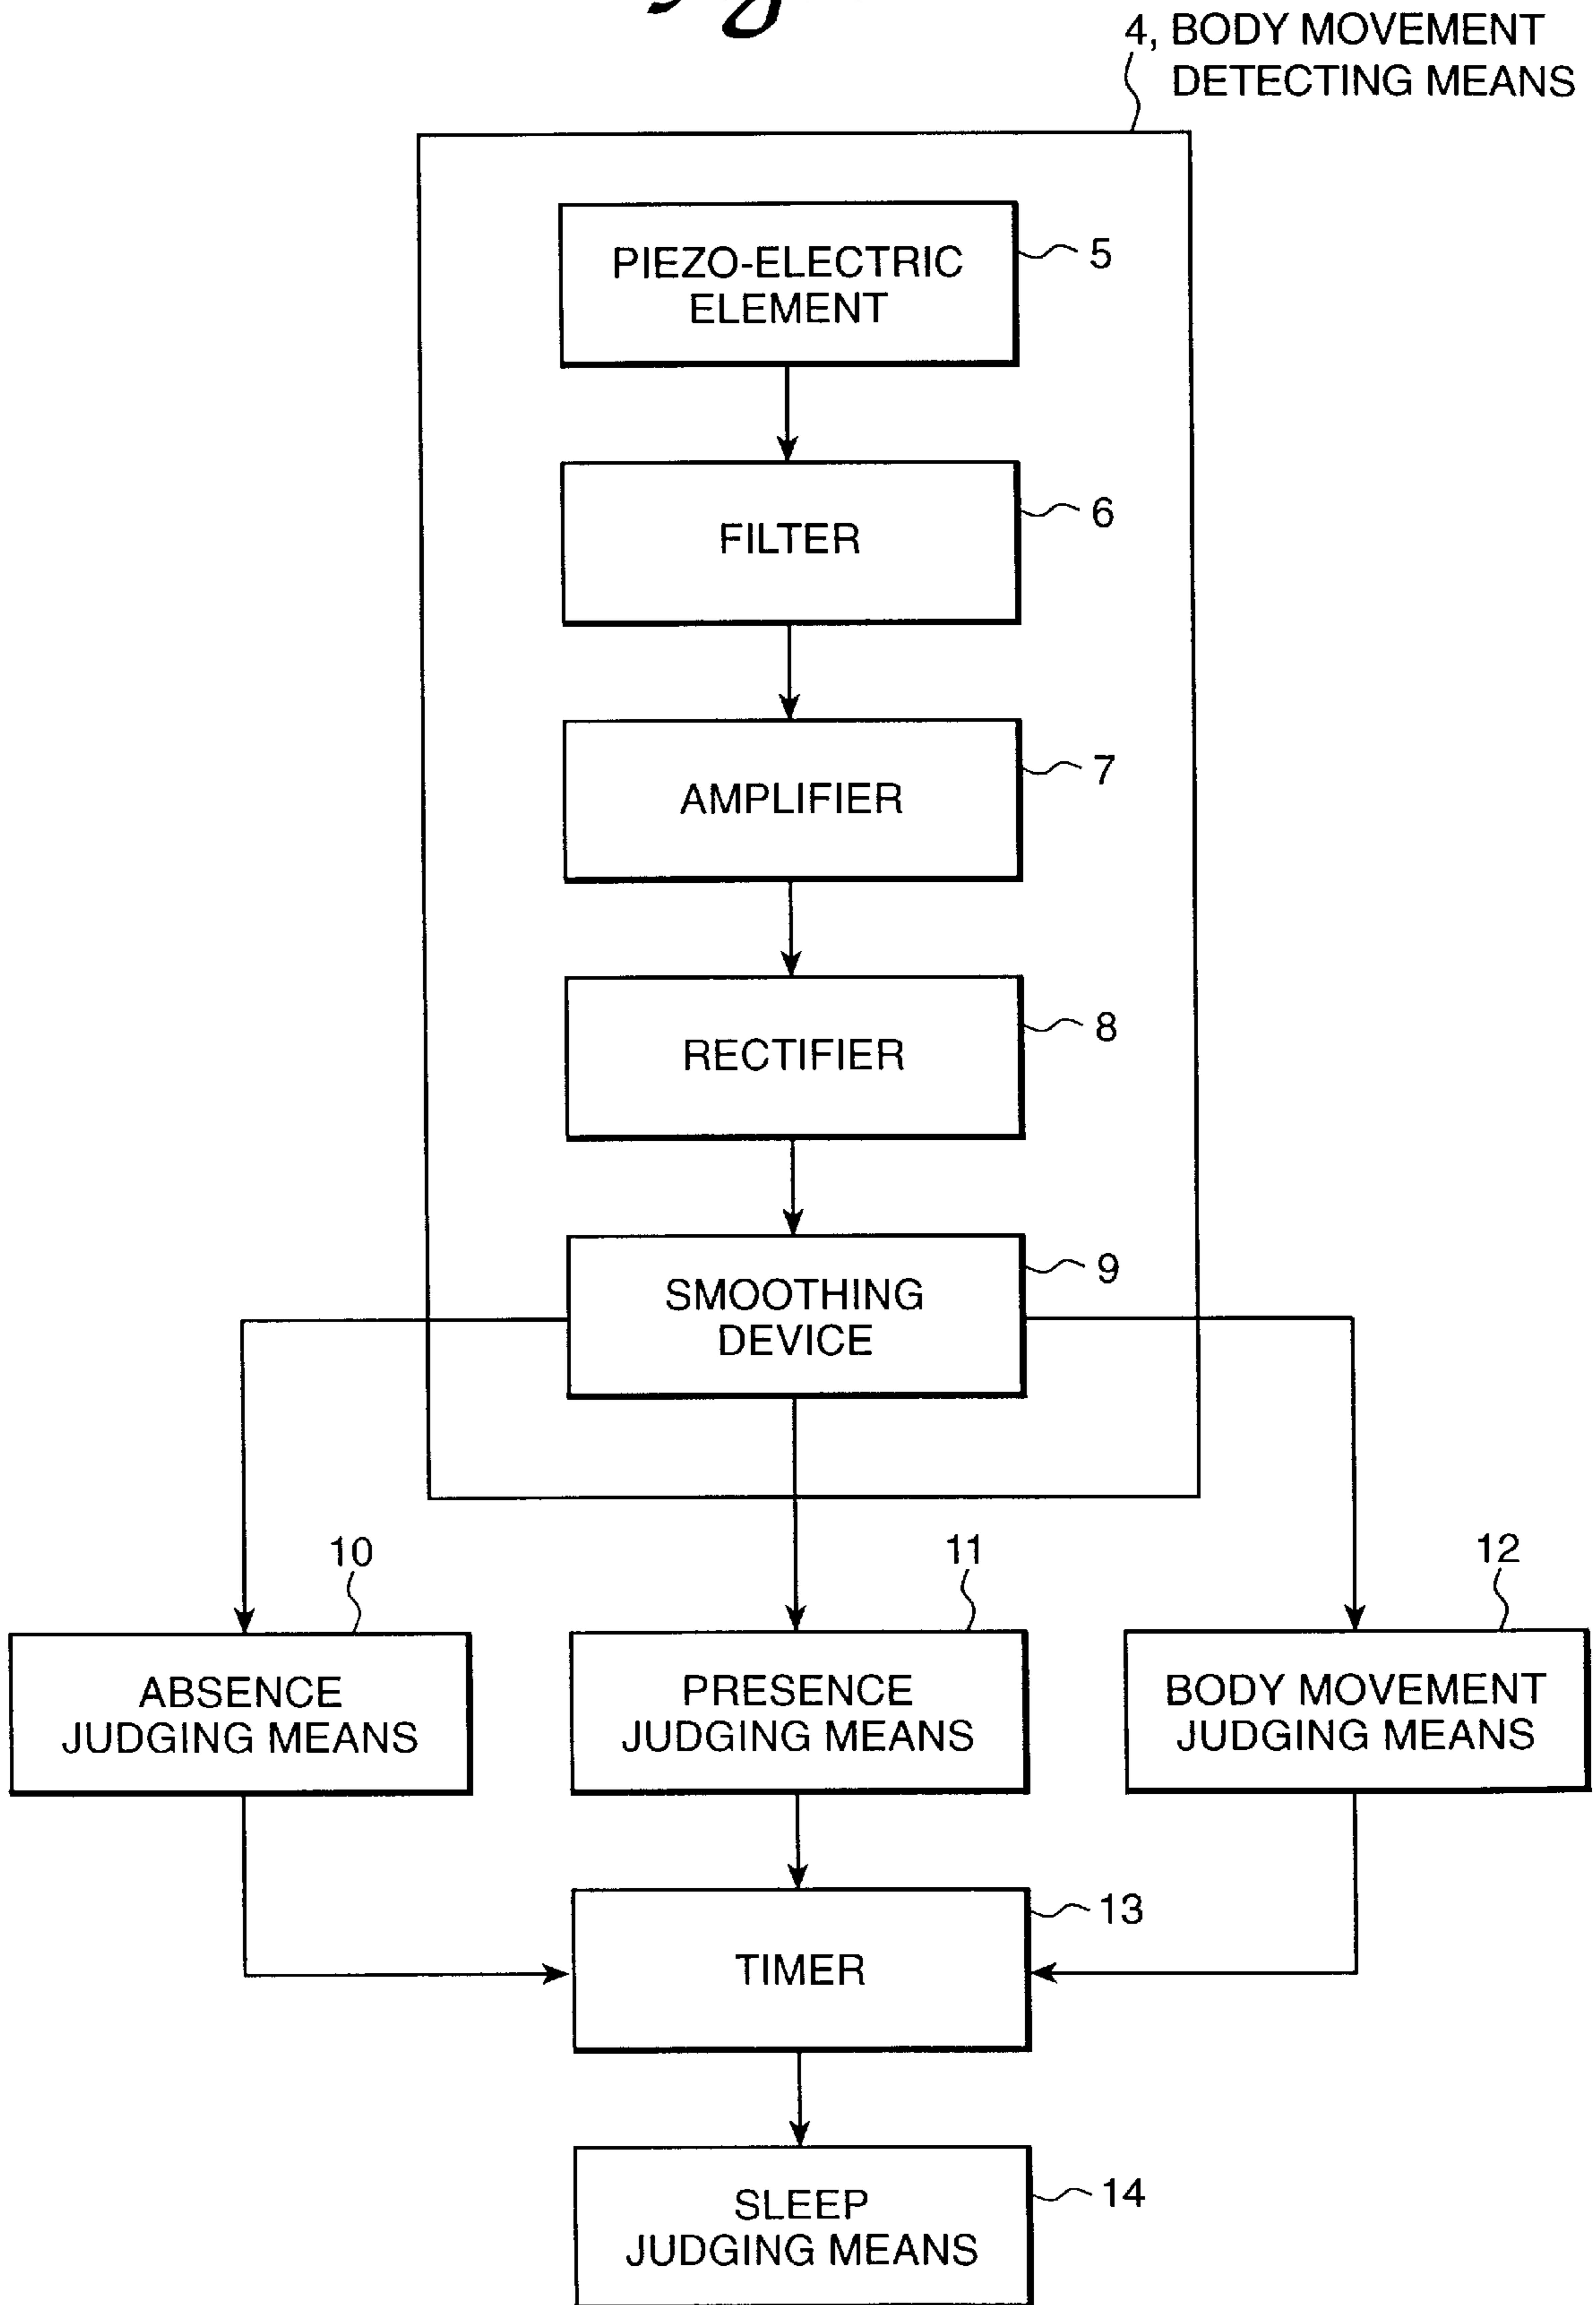 4, BODY MOVEMENT
DETECTING MEANS
PIEZO-ELECTRIC
ELEMENT
5
FILTER
6
AMPLIFIER
7
RECTIFIER
8
SMOOTHING
DEVICE
9
10
11
12
ABSENCE
JUDGING MEANS
PRESENCE
JUDGING MEANS
BODY MOVEMENT
JUDGING MEANS
TIMER
13
SLEEP
JUDGING MEANS
14